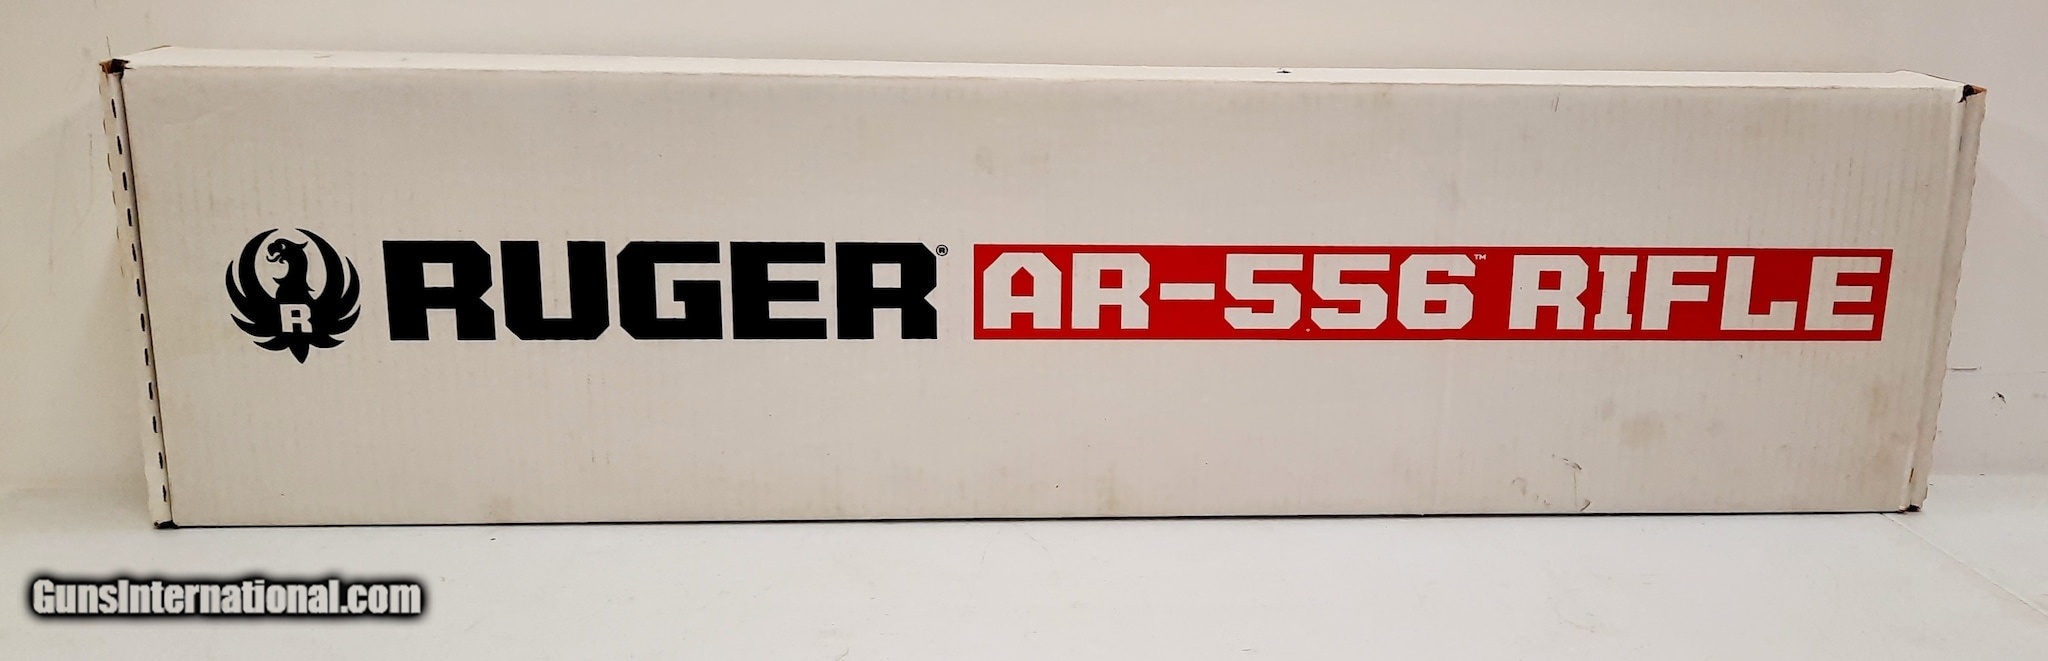 R RUGER® AR-556™ RIFLE
GunsInternational.com